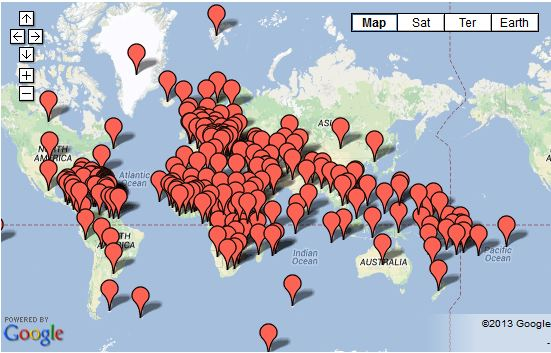 Map Sat Ter Earth
NORTH
AMERICA
ASIA
Atlantic
Ocean
SOUTH
AMERICA
Indian
Ocean
AUSTRALIA
Pacific
Ocean
POWERED BY
Google
©2013 Google
-